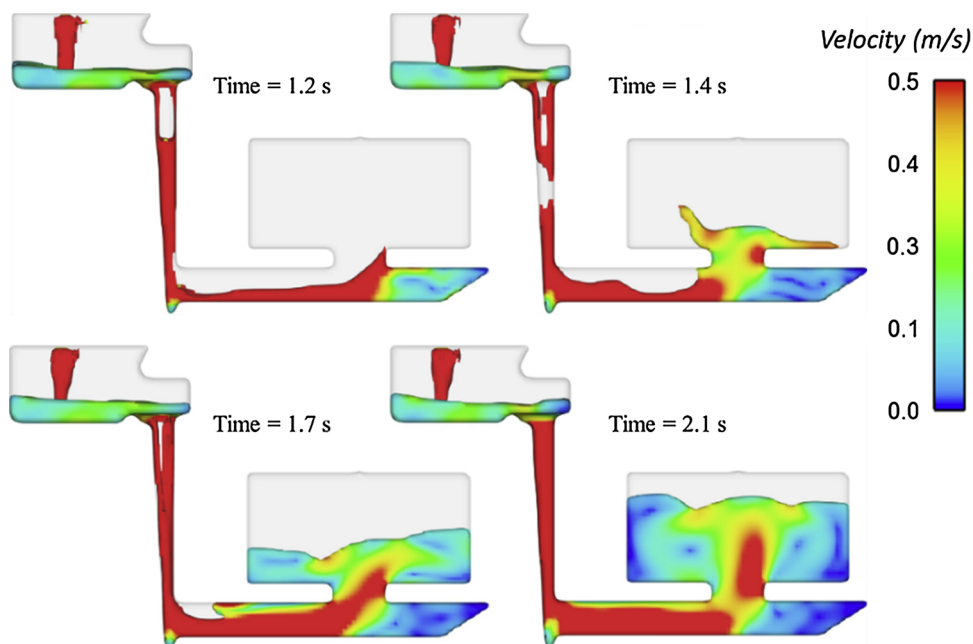 Velocity (m/s)
Time = 1.2 s
Time = 1.4 s
0.5
0.4
0.3
0.1
0.0
Time = 1.7 s
Time = 2.1 s